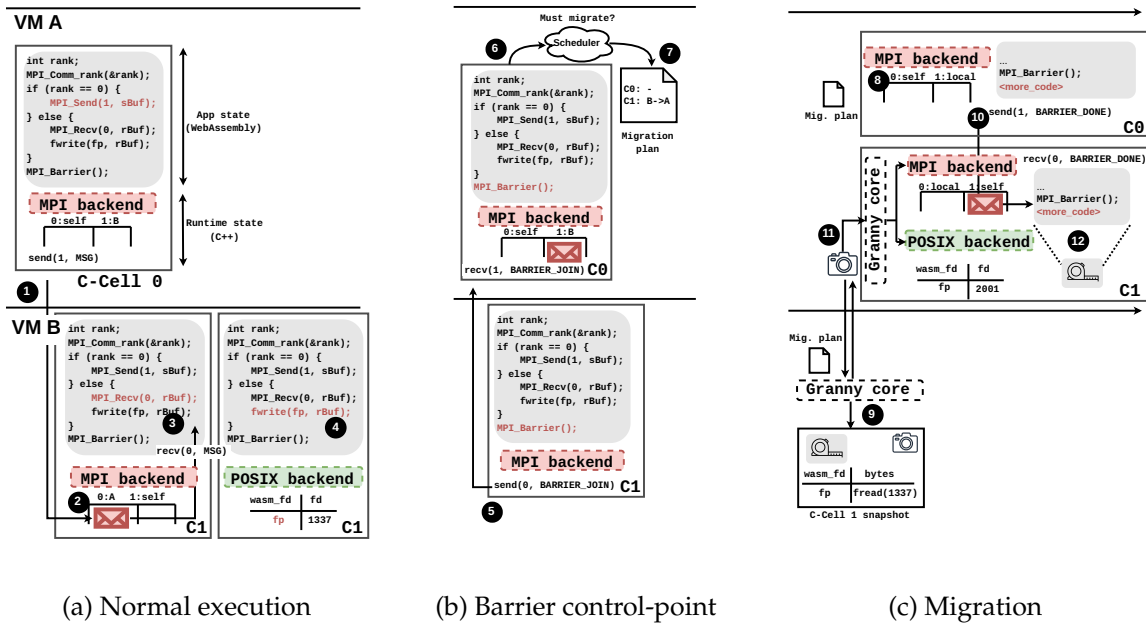 VM A
int rank;
MPI_Comm_rank(&rank);
if (rank == 0) {
MPI_Send(1, sBuf);
} else {
MPI_Recv(0, rBuf);
fwrite(fp, rBuf);
}
MPI_Barrier();
App state
(WebAssembly)
MPI backend
0:self 1:B
Runtime state
(C++)
send(1, MSG)
C-Cell 0
1
VM B
int rank;
MPI_Comm_rank(&rank);
if (rank == 0) {
MPI_Send(1, sBuf);
} else {
MPI_Recv(0, rBuf);
fwrite(fp, rBuf);
}
MPI_Barrier();
3
recv(0, MSG)
MPI backend
2
0:A 1:self
C1
int rank;
MPI_Comm_rank(&rank);
if (rank == 0) {
MPI_Send(1, sBuf);
} else {
MPI_Recv(0, rBuf);
fwrite(fp, rBuf);
}
MPI_Barrier();
4
POSIX backend
wasm_fd fd
fp 1337
C1
(a) Normal execution
Must migrate?
6
Scheduler
7
int rank;
MPI_Comm_rank(&rank);
if (rank == 0) {
MPI_Send(1, sBuf);
} else {
MPI_Recv(0, rBuf);
fwrite(fp, rBuf);
}
MPI_Barrier();
C0: -
C1: B->A
Migration
plan
MPI backend
0:self 1:B
recv(1, BARRIER_JOIN)
C0
int rank;
MPI_Comm_rank(&rank);
if (rank == 0) {
MPI_Send(1, sBuf);
} else {
MPI_Recv(0, rBuf);
fwrite(fp, rBuf);
}
MPI_Barrier();
MPI backend
send(0, BARRIER_JOIN)
C1
5
(b) Barrier control-point
MPI backend
8
0:self 1:local
...
MPI_Barrier();
<more_code>
Mig. plan
10
send(1, BARRIER_DONE)
C0
Granny core
MPI backend
recv(0, BARRIER_DONE)
0:local 1:self
...
MPI_Barrier();
<more_code>
11
POSIX backend
12
wasm_fd fd
fp 2001
C1
Mig. plan
Granny core
9
wasm_fd bytes
fp fread(1337)
C-Cell 1 snapshot
(c) Migration